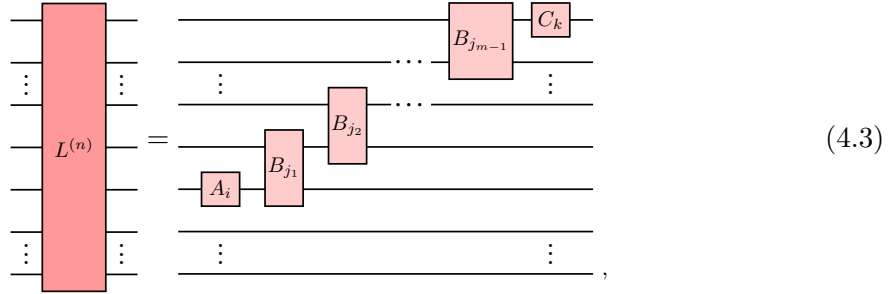 C_k
B_{j_{m-1}}
⋮ ⋮ ⋮ ⋯ ⋮
⋯
B_{j_2}
L^{(n)} = (4.3)
B_{j_1}
A_i
⋮ ⋮ ⋮ ⋮
,